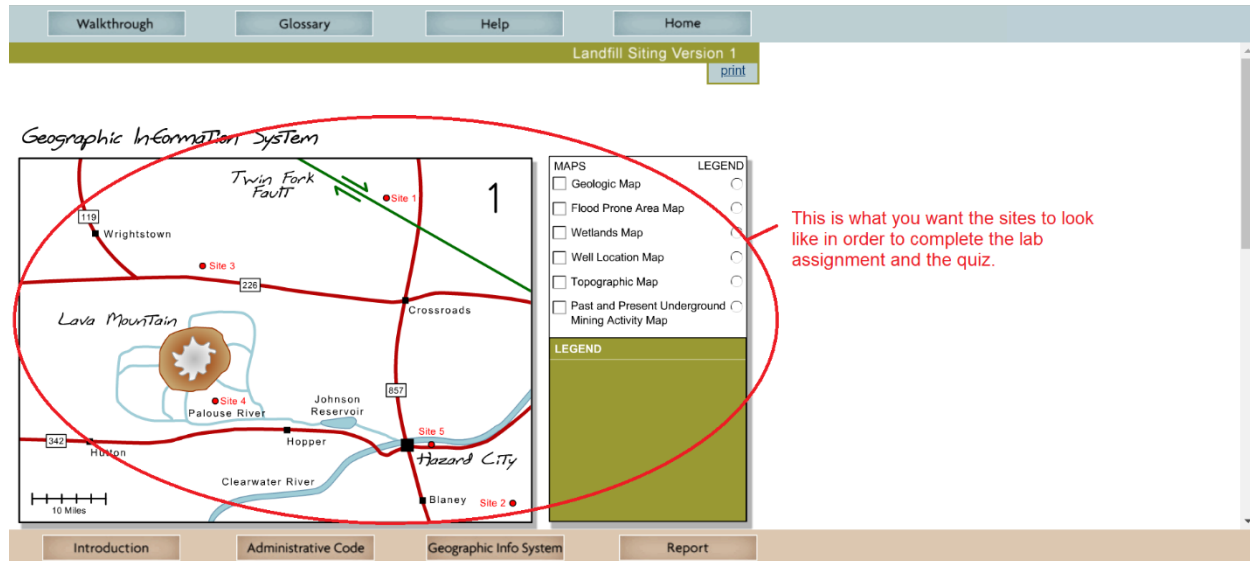 Walkthrough
Glossary
Help
Home
Landfill Siting Version 1
print
Geographic Information System
Twin Fork
Fault
Site 1
1
119
Wrightstown
Site 3
226
Crossroads
Lava Mountain
857
Site 4
Palouse River
Johnson
Reservoir
342
Hutton
Hopper
Site 5
Hazard City
Clearwater River
Blaney
Site 2
10 Miles
MAPS
LEGEND
Geologic Map
Flood Prone Area Map
Wetlands Map
Well Location Map
Topographic Map
Past and Present Underground
Mining Activity Map
LEGEND
This is what you want the sites to look
like in order to complete the lab
assignment and the quiz.
Introduction
Administrative Code
Geographic Info System
Report